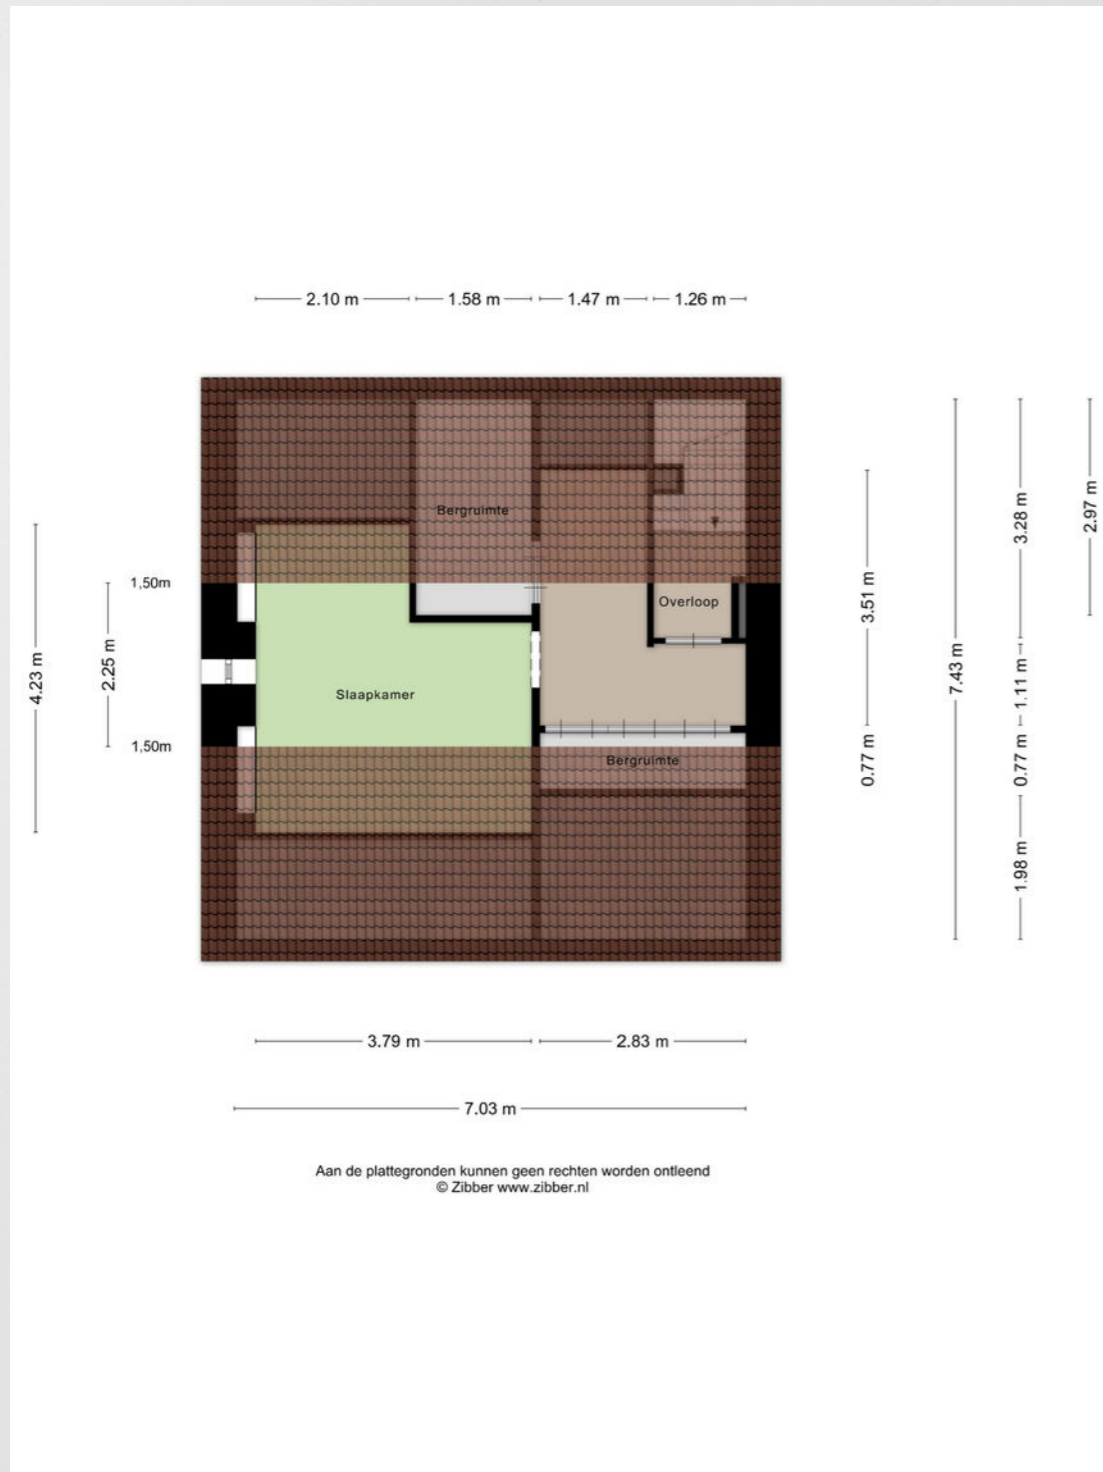 2.10 m
1.58 m
1.47 m
1.26 m
Bergruimte
1,50m
Overloop
Slaapkamer
1,50m
Bergruimte
4.23 m
2.25 m
3.51 m
0.77 m
7.43 m
3.28 m
1.11 m
0.77 m
1.98 m
2.97 m
3.79 m
2.83 m
7.03 m
Aan de plattegronden kunnen geen rechten worden ontleend
© Zibber www.zibber.nl